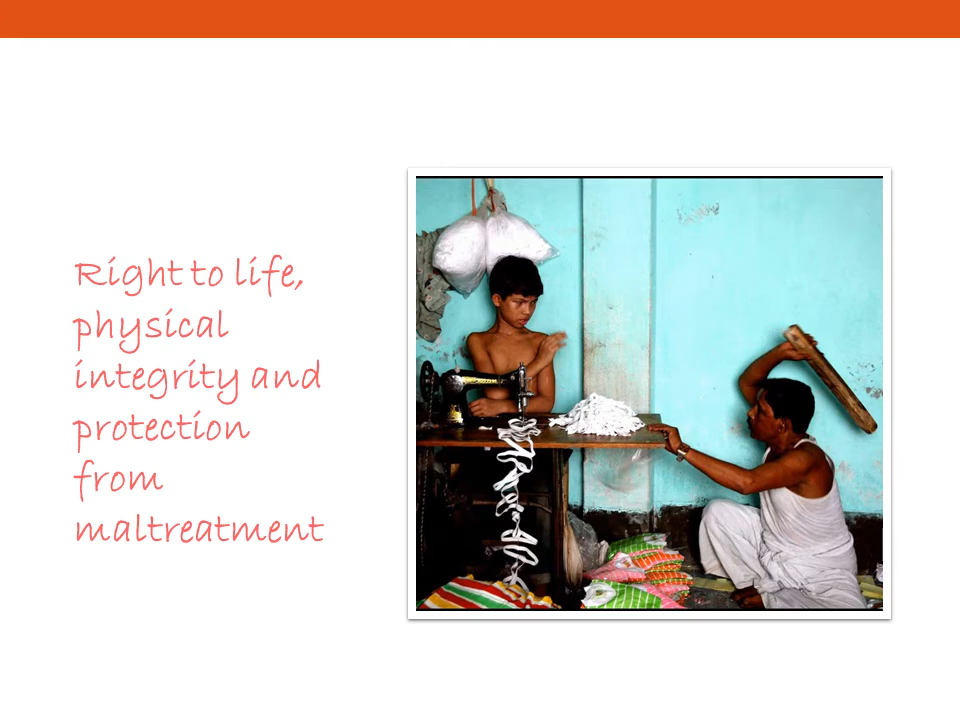 Right to life,
physical
integrity and
protection
from
maltreatment